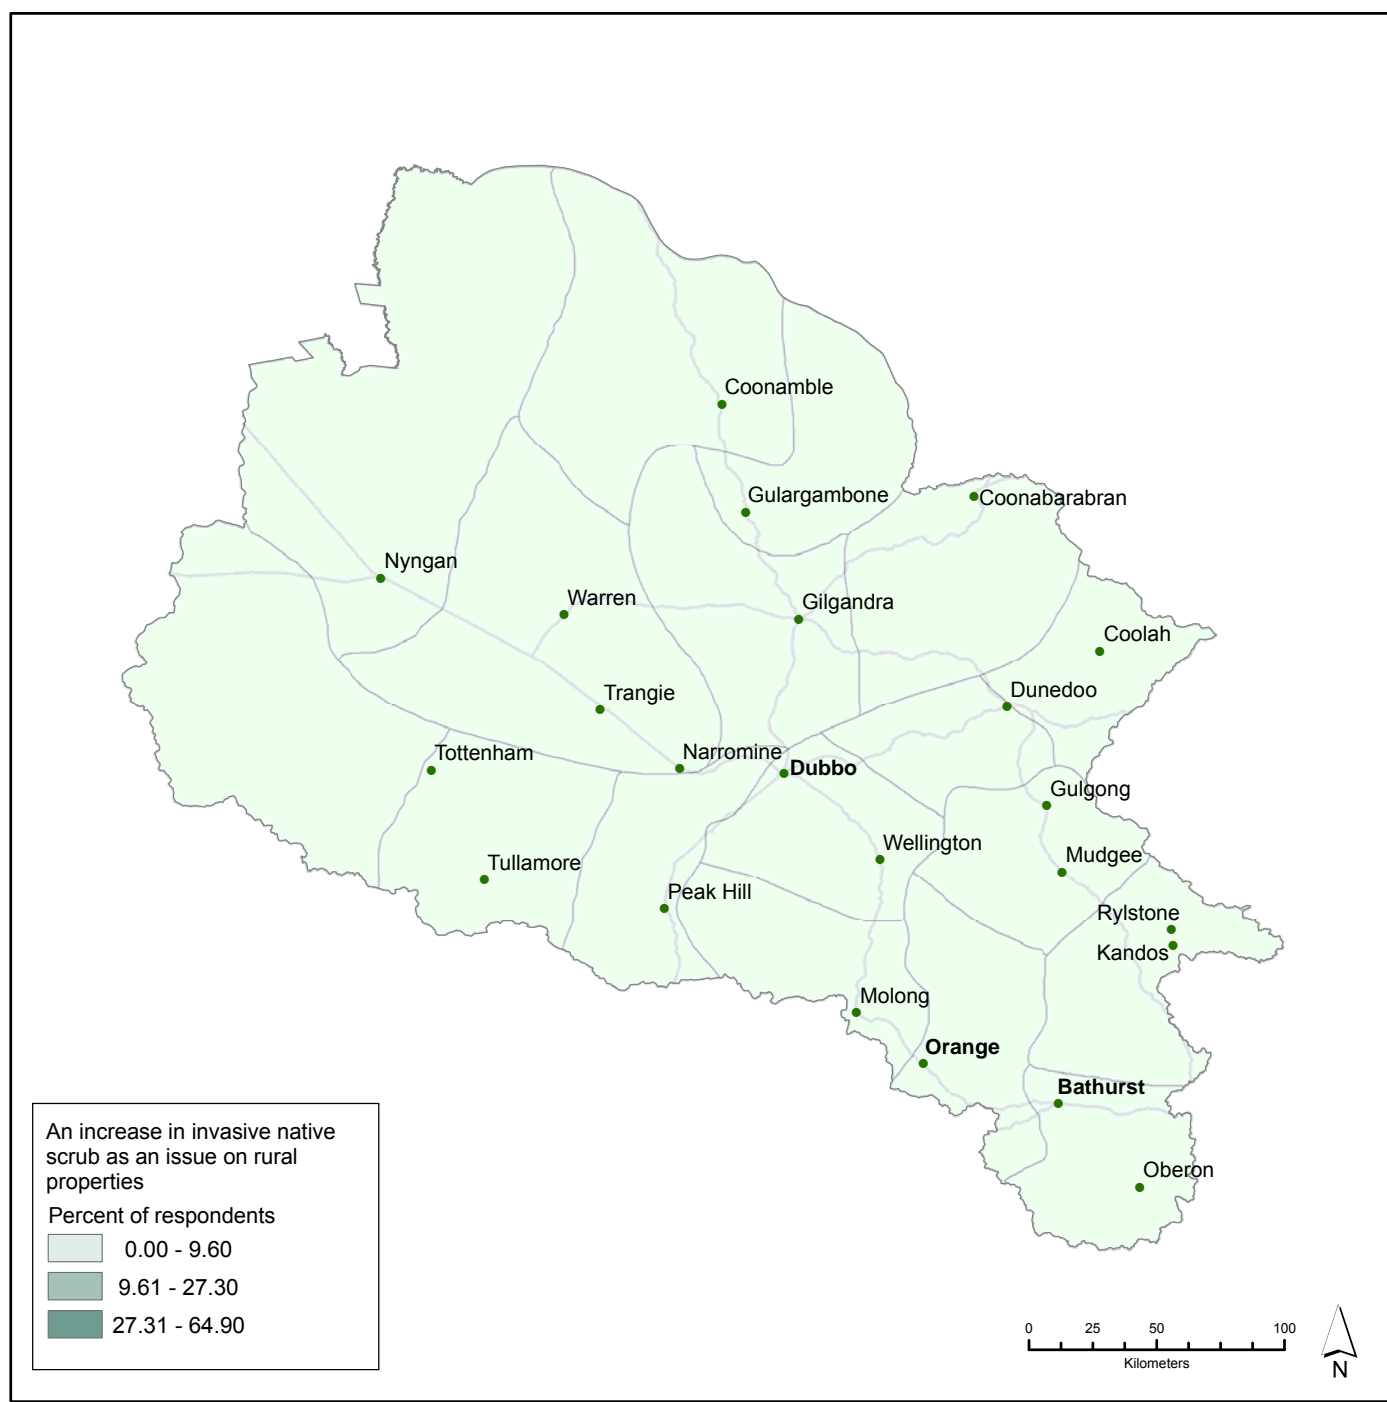 Coonamble
Gulargambone
Coonabarabran
Nyngan
Warren
Gilgandra
Coolah
Trangie
Dunedoo
Tottenham
Narromine
Dubbo
Gulgong
Wellington
Mudgee
Tullamore
Peak Hill
Rylstone
Kandos
Molong
Orange
Bathurst
Oberon
An increase in invasive native
scrub as an issue on rural
properties
Percent of respondents
0.00 - 9.60
9.61 - 27.30
27.31 - 64.90
0 25 50 100
Kilometers
N